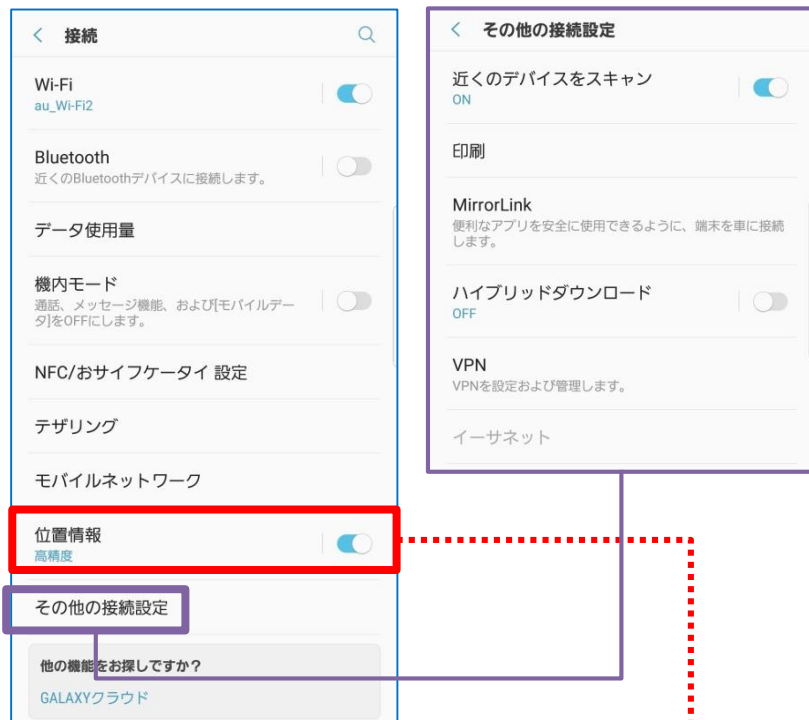 接続
Wi-Fi
au_Wi-Fi2
Bluetooth
近くのBluetoothデバイスに接続します。
データ使用量
機内モード
通話、メッセージ機能、および[モバイルデー
タ]をOFFにします。
NFC/おサイフケータイ 設定
テザリング
モバイルネットワーク
位置情報
高精度
その他の接続設定
他の機能をお探しですか？
GALAXYクラウド
その他の接続設定
近くのデバイスをスキャン
ON
印刷
MirrorLink
便利なアプリを安全に使用できるように、端末を車に接続
します。
ハイブリッドダウンロード
OFF
VPN
VPNを設定および管理します。
イーサネット